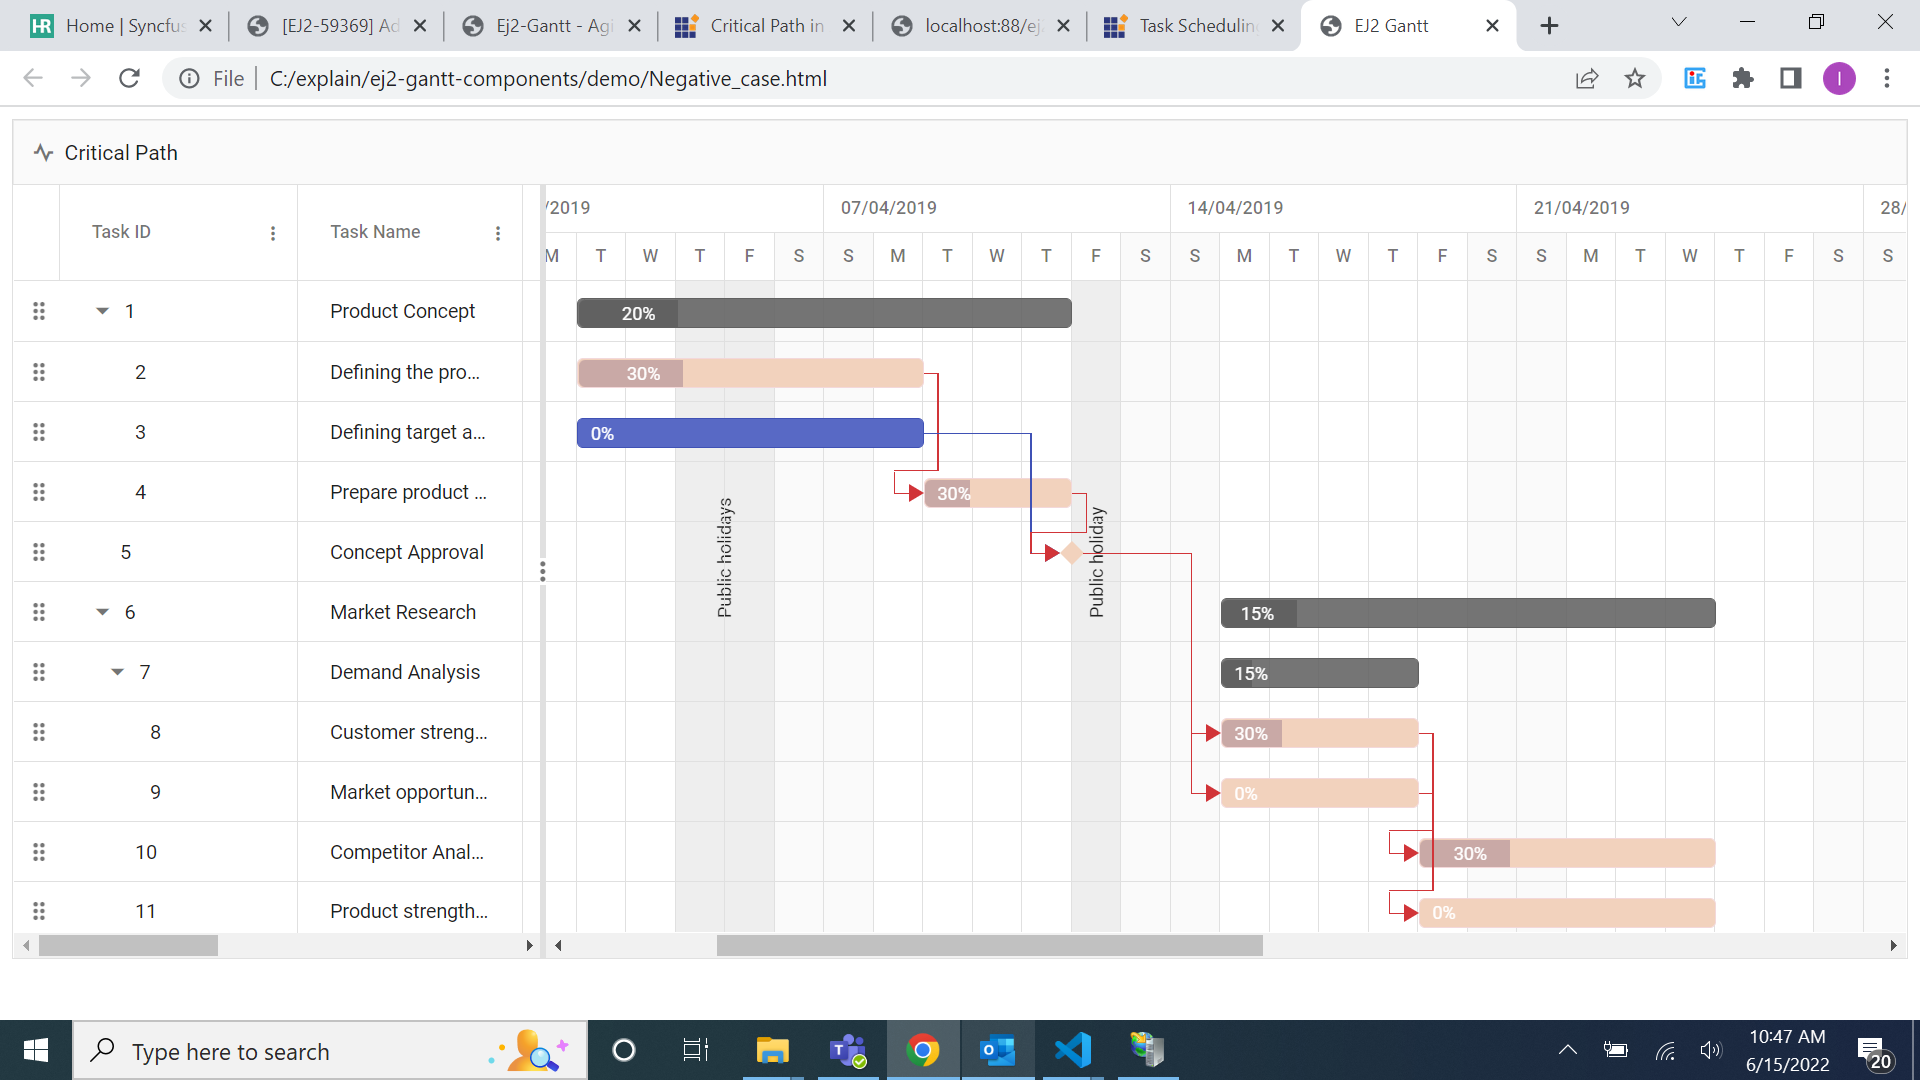 Home | Syncfus
[EJ2-59369] Ad
Ej2-Gantt - Agi
Critical Path in
localhost:88/ej
Task Scheduling
EJ2 Gantt
File
C:/explain/ej2-gantt-components/demo/Negative_case.html
I
Critical Path
Task ID
Task Name
/2019
07/04/2019
14/04/2019
21/04/2019
28/
M T W T F S S M T W T F S S M T W T F S S M T W T F S S
1 Product Concept 20%
2 Defining the pro... 30%
3 Defining target a... 0%
4 Prepare product ... 30%
5 Concept Approval
6 Market Research 15%
7 Demand Analysis 15%
8 Customer streng... 30%
9 Market opportun... 0%
10 Competitor Anal... 30%
11 Product strength... 0%
Public holidays
Public holiday
Type here to search
10:47 AM
6/15/2022
20